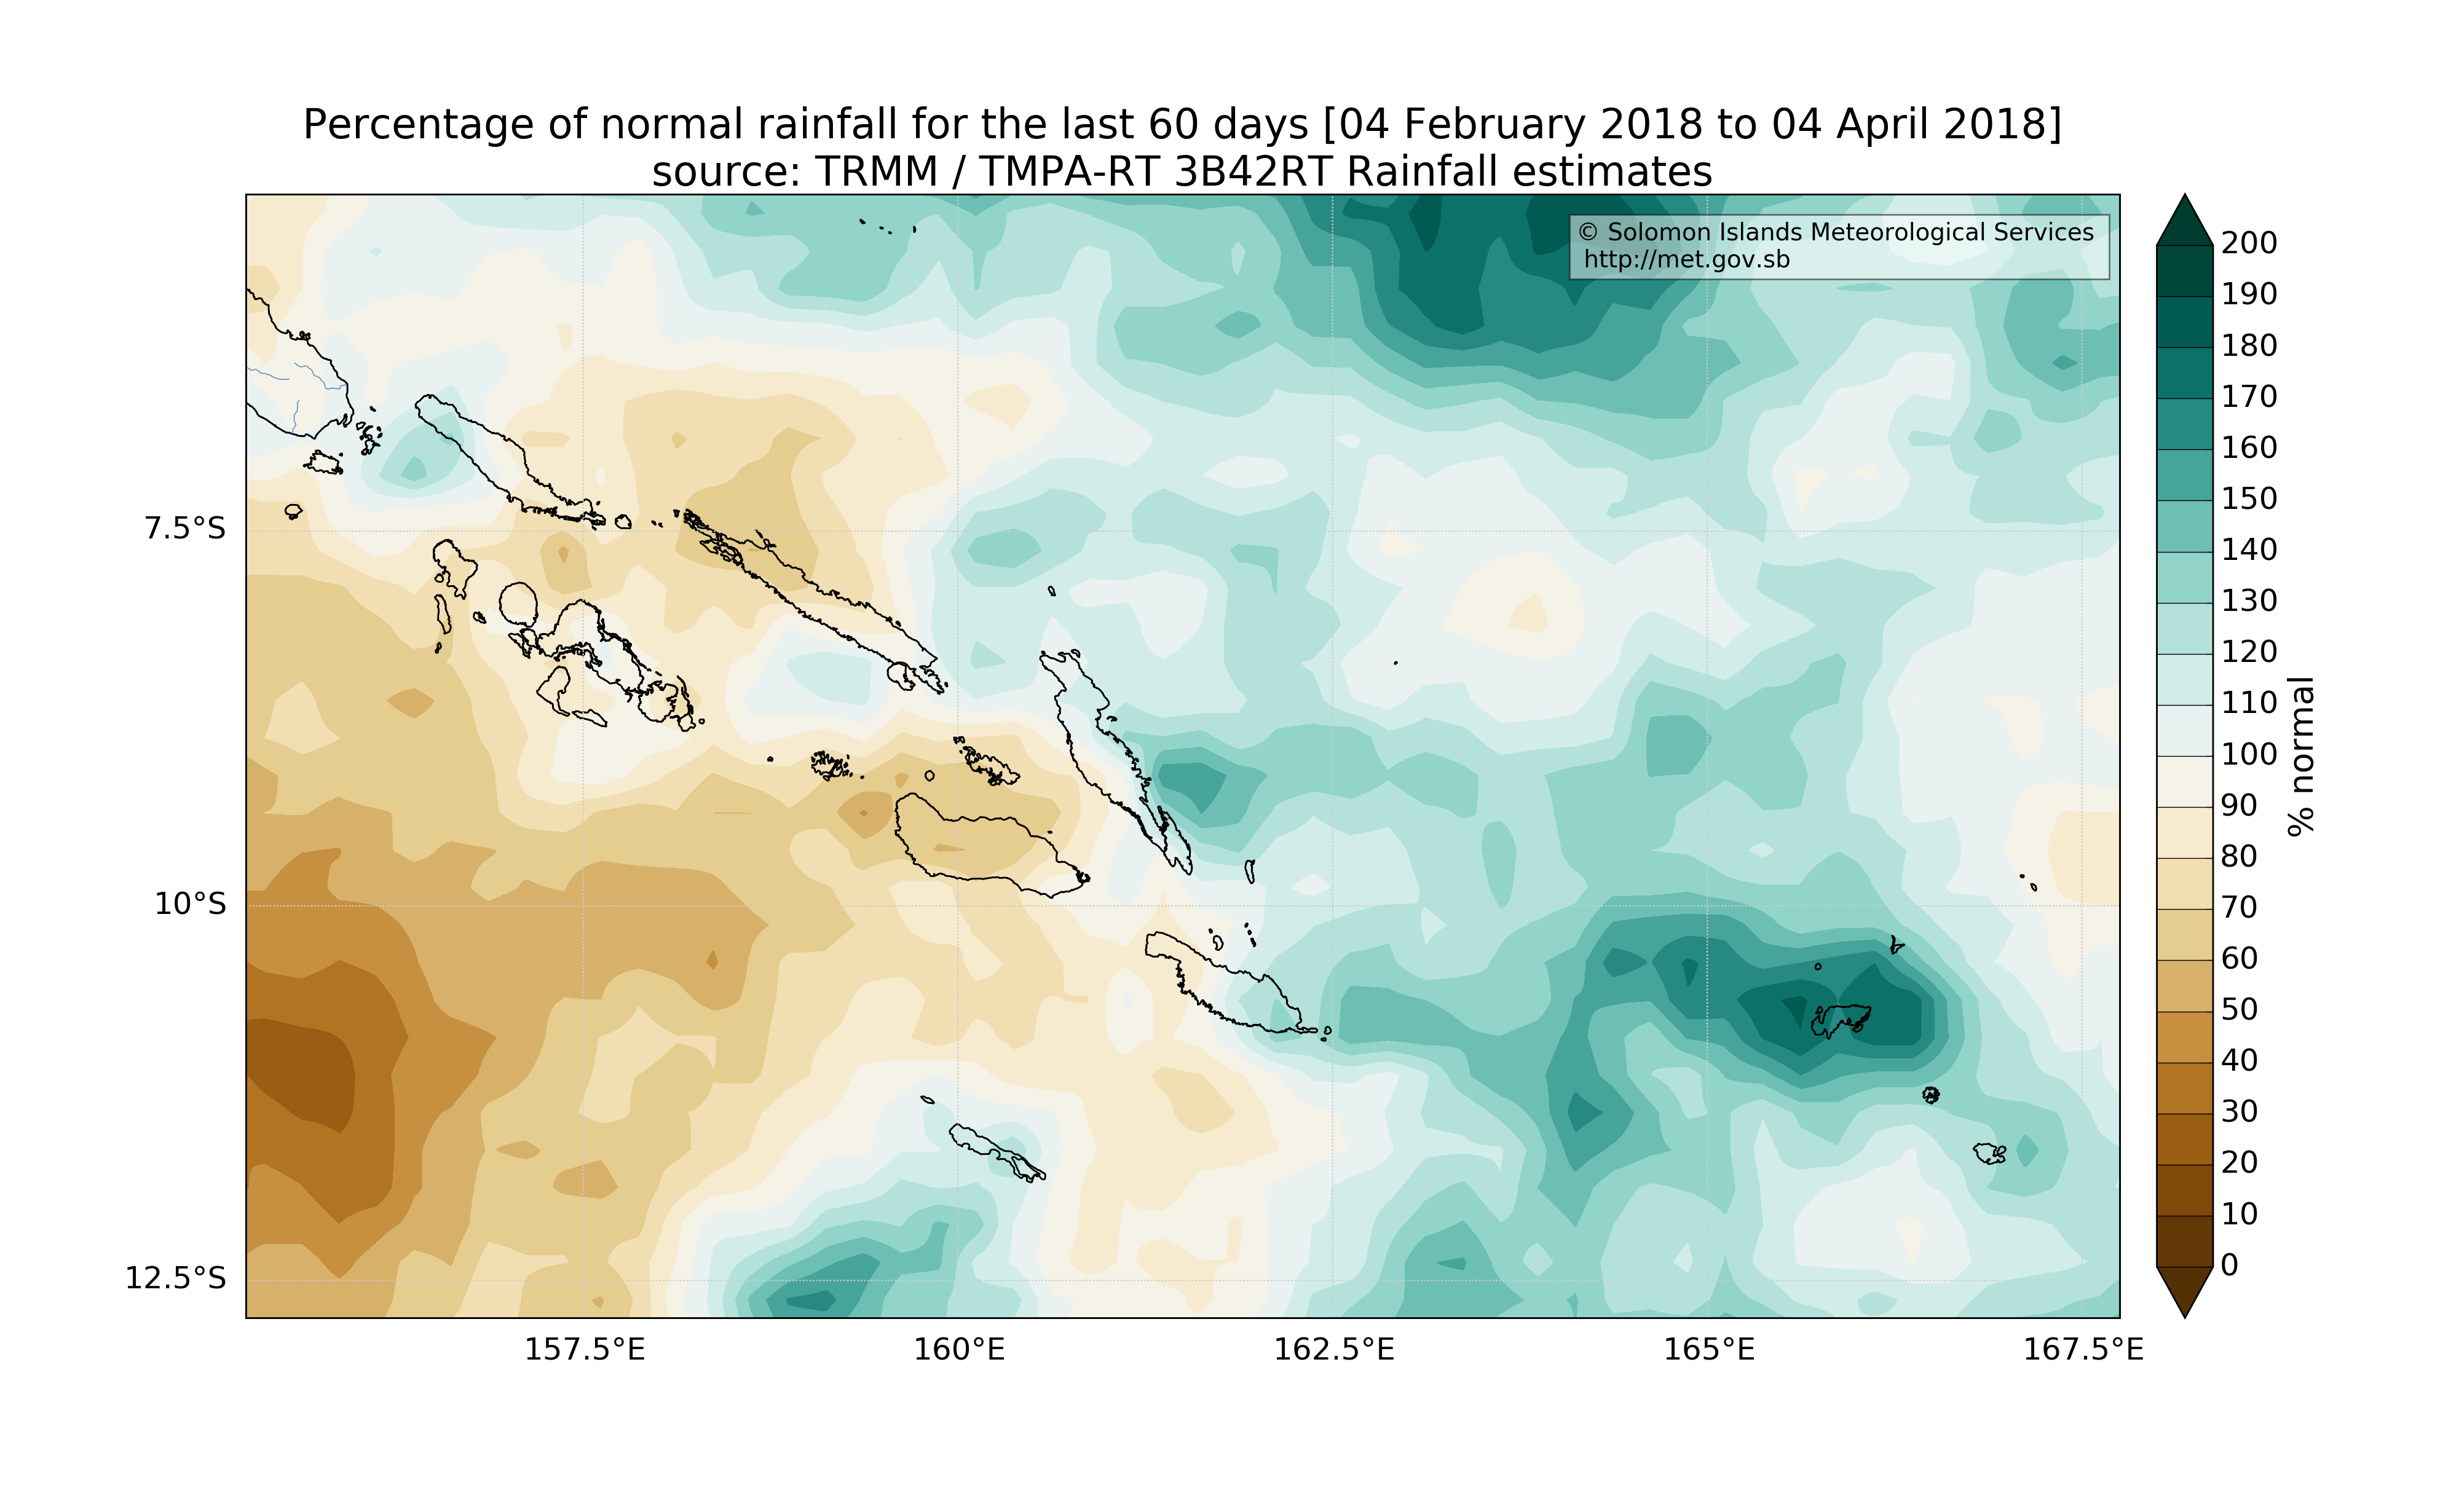 Percentage of normal rainfall for the last 60 days [04 February 2018 to 04 April 2018]
source: TRMM / TMPA-RT 3B42RT Rainfall estimates
© Solomon Islands Meteorological Services
http://met.gov.sb
7.5°S
10°S
12.5°S
157.5°E
160°E
162.5°E
165°E
167.5°E
200
190
180
170
160
150
140
130
120
110
100
90
80
70
60
50
40
30
20
10
0
% normal